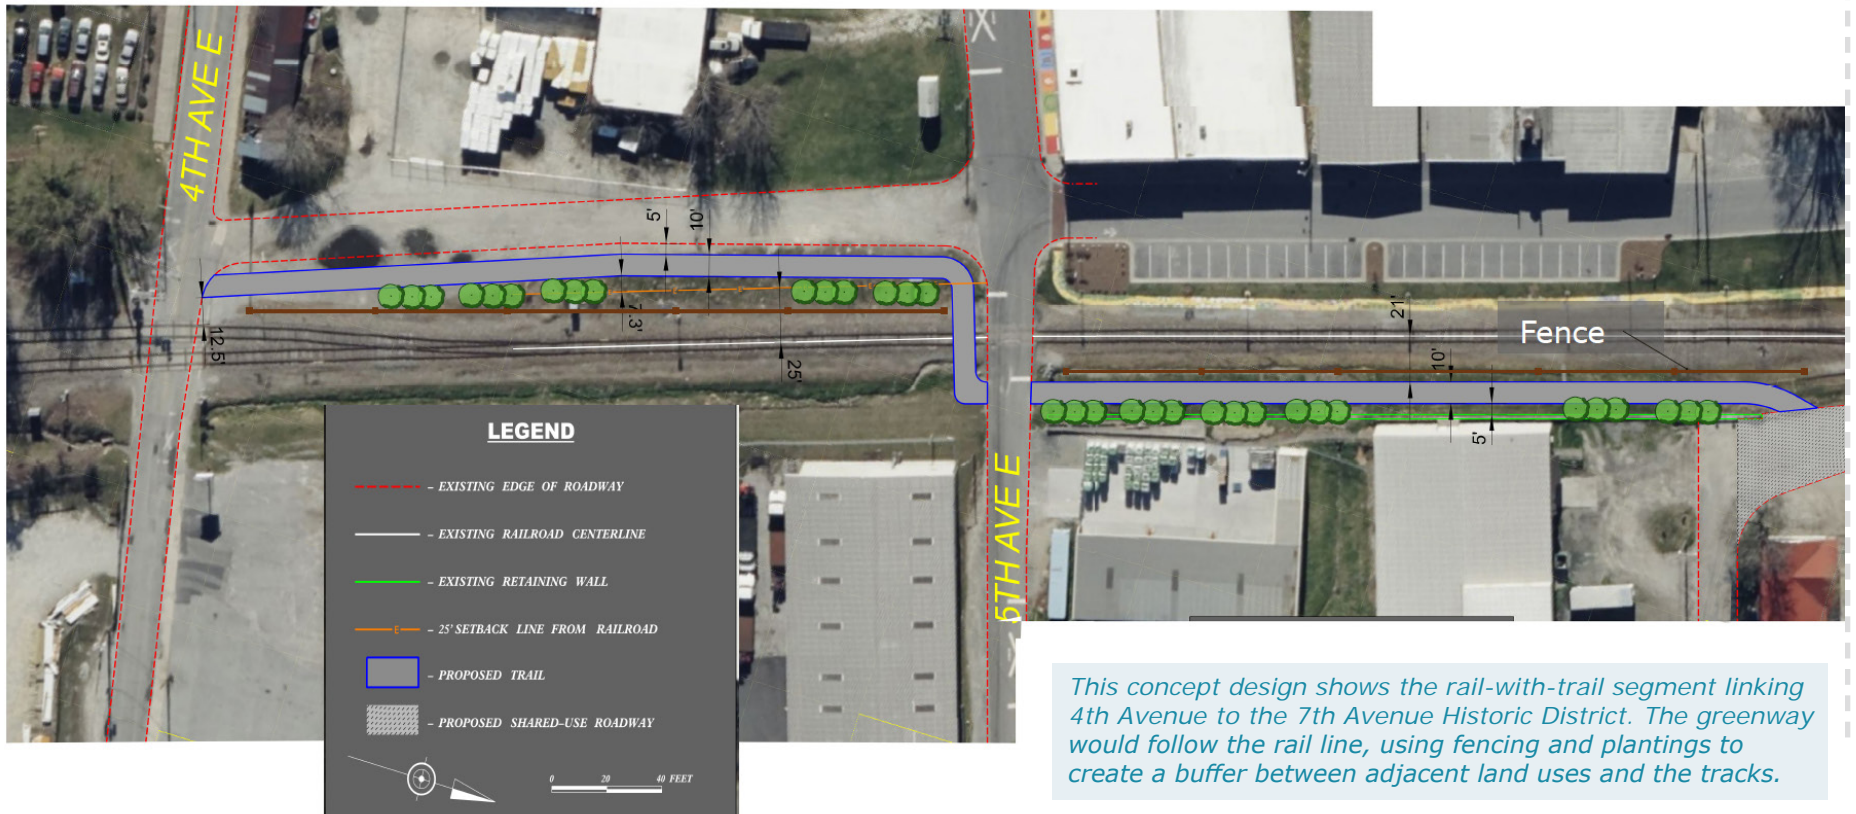 4TH AVE E
5'
10'
7.3'
12.5'
25'
21'
10'
5'
Fence
5TH AVE E
LEGEND
- EXISTING EDGE OF ROADWAY
- EXISTING RAILROAD CENTERLINE
- EXISTING RETAINING WALL
E - 25' SETBACK LINE FROM RAILROAD
- PROPOSED TRAIL
- PROPOSED SHARED-USE ROADWAY
0 20 40 FEET
This concept design shows the rail-with-trail segment linking
4th Avenue to the 7th Avenue Historic District. The greenway
would follow the rail line, using fencing and plantings to
create a buffer between adjacent land uses and the tracks.